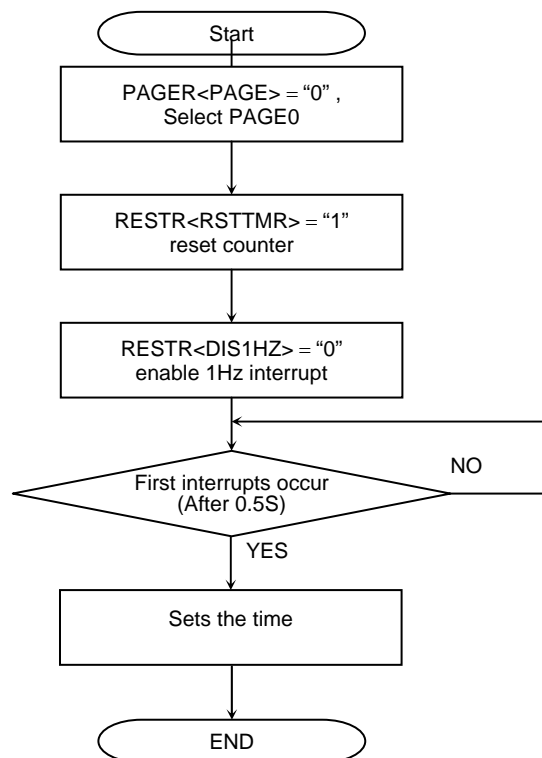 Start
PAGER<PAGE> = “0” ,
Select PAGE0
RESTR<RSTTMR> = “1”
reset counter
RESTR<DIS1HZ> = “0”
enable 1Hz interrupt
First interrupts occur
(After 0.5S)
NO
YES
Sets the time
END